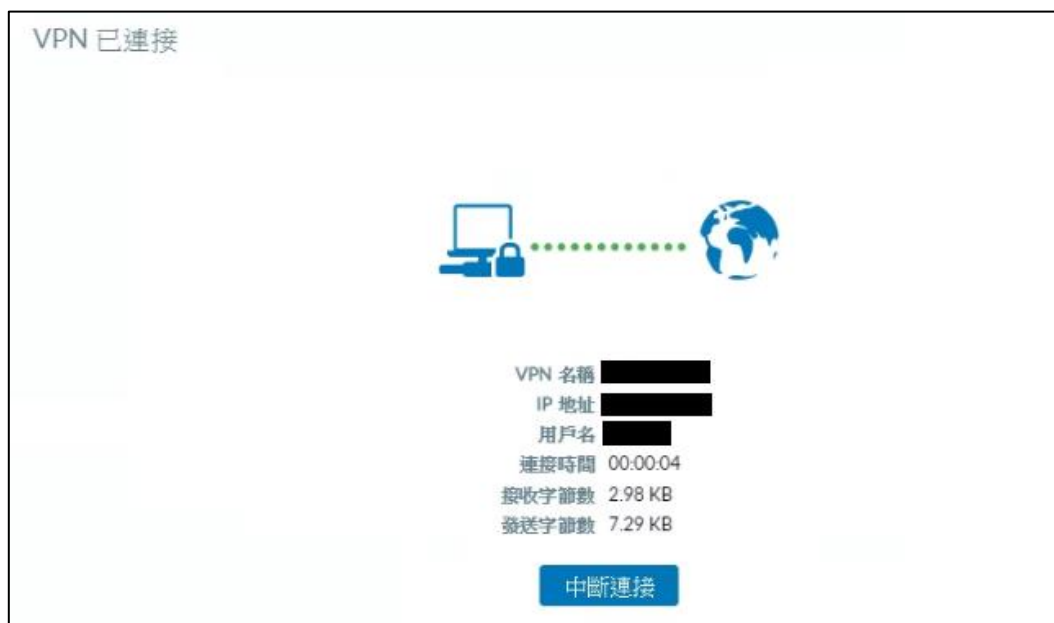 VPN 已連接
VPN 名稱
IP 地址
用戶名
連接時間 00:00:04
接收字節數 2.98 KB
發送字節數 7.29 KB
中斷連接